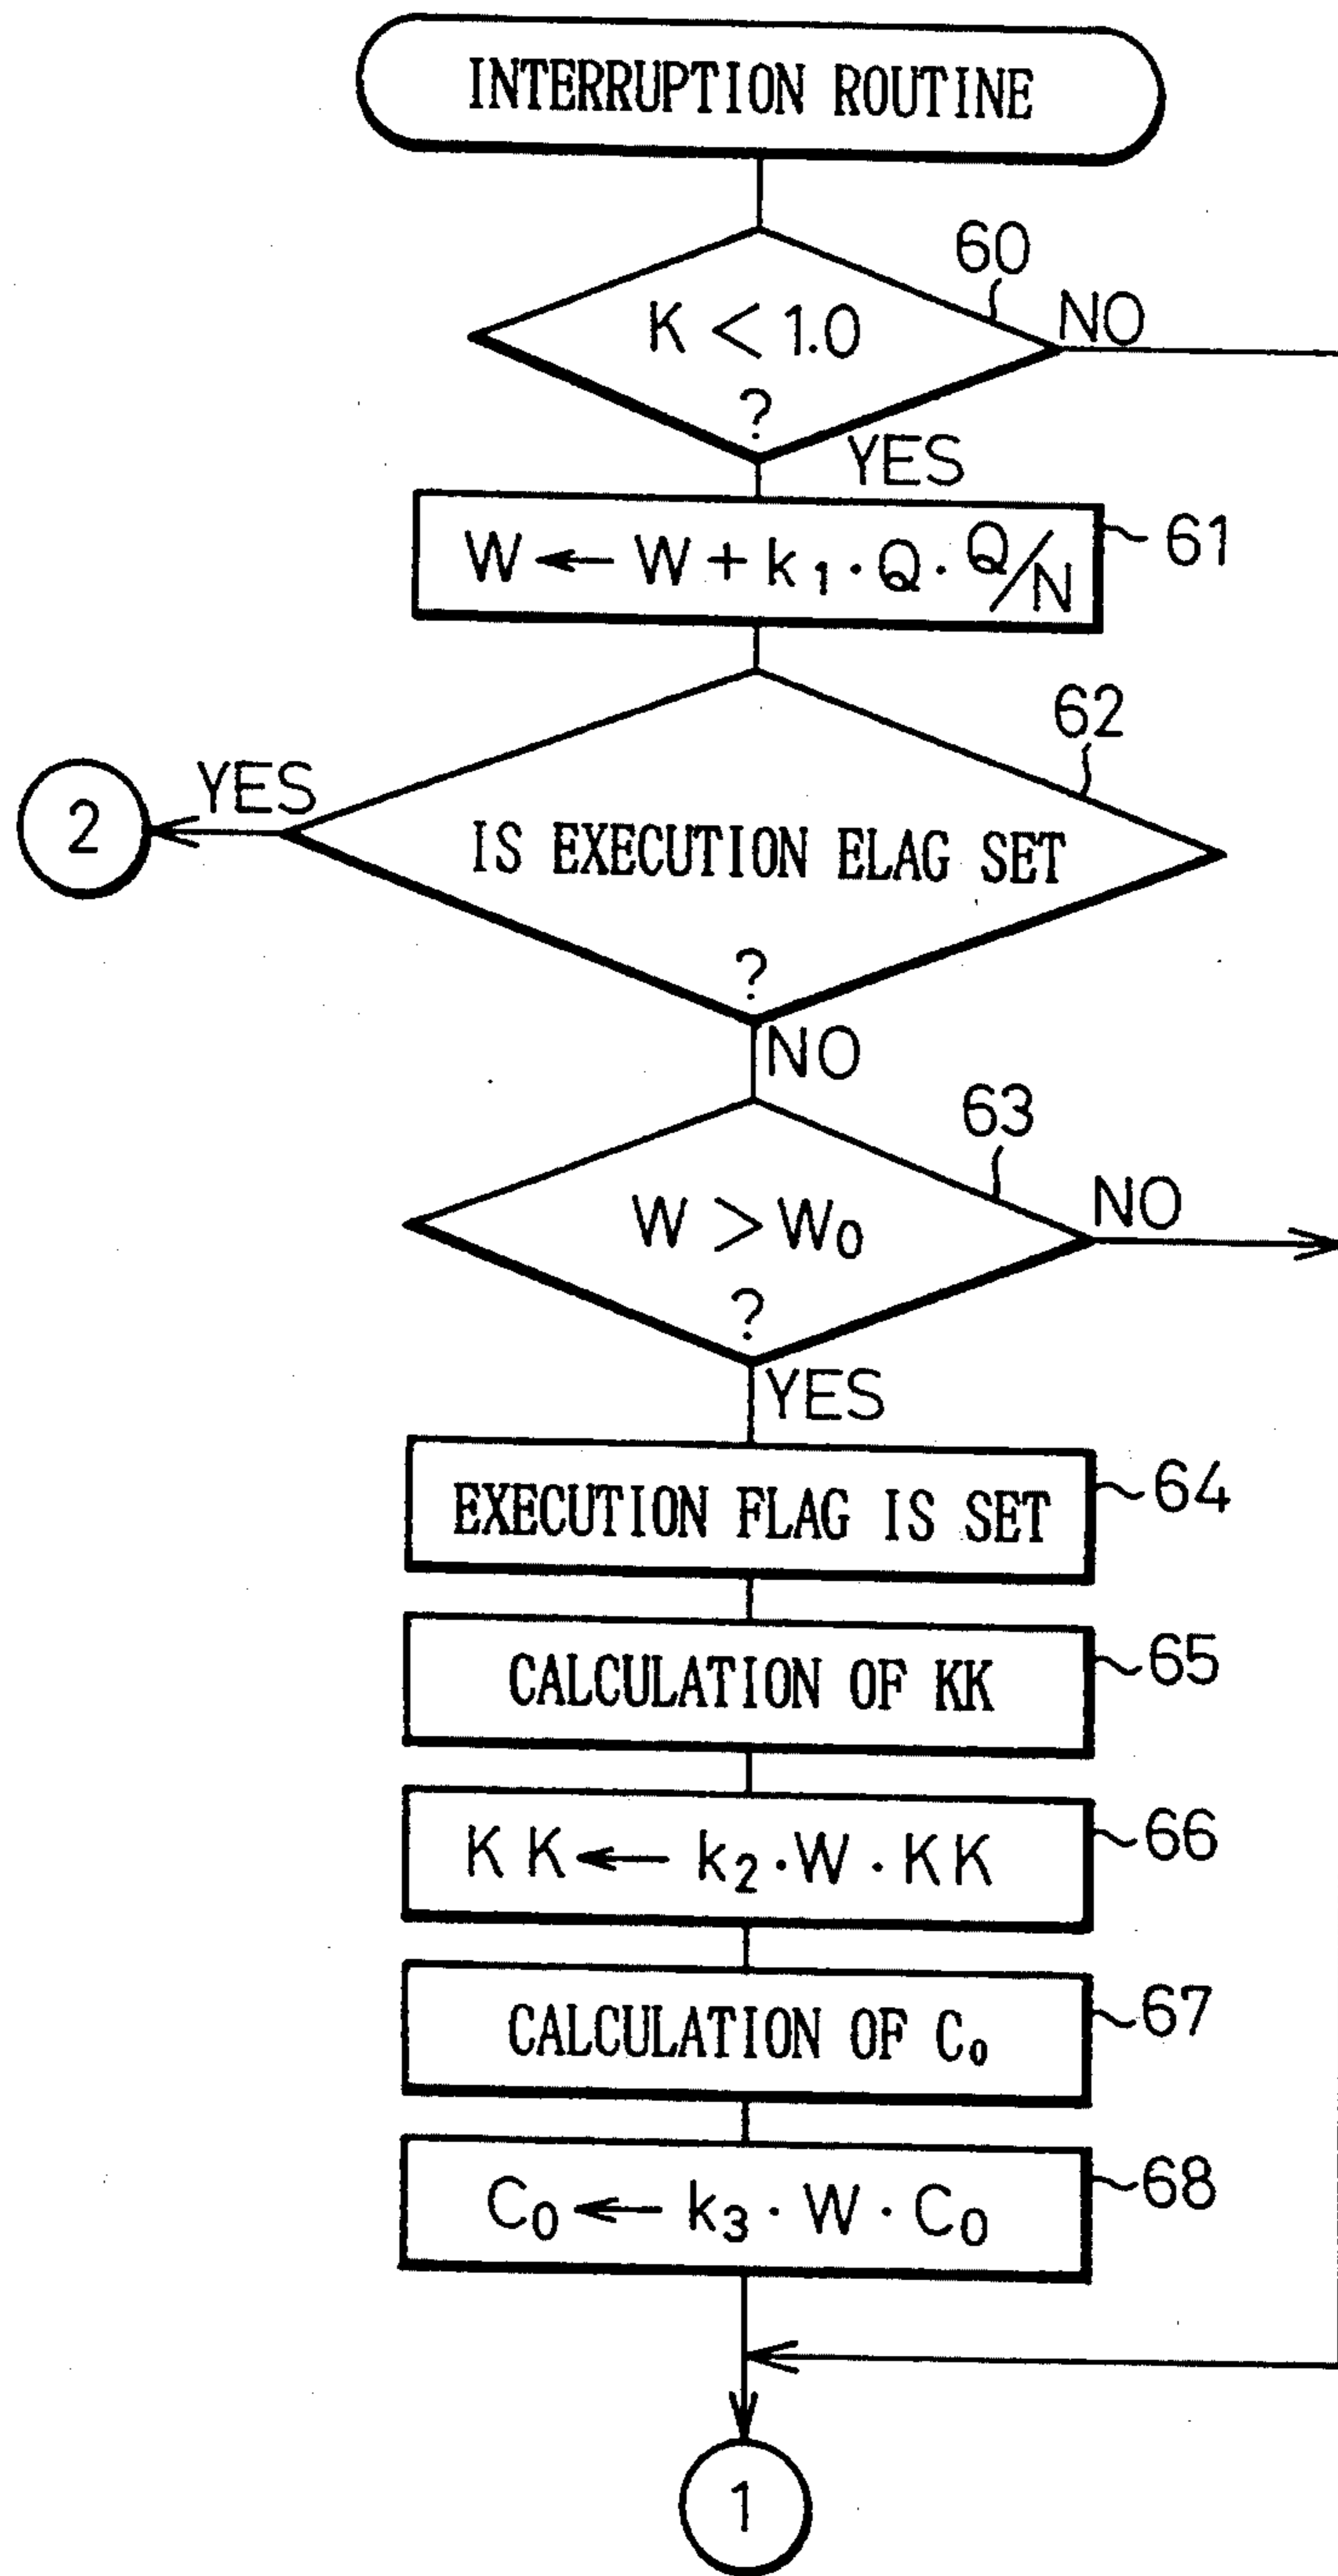 INTERRUPTION ROUTINE
60
K < 1.0
?
NO
YES
W ← W + k₁ · Q · Q/N
61
62
IS EXECUTION ELAG SET
?
YES
2
NO
63
W > W₀
?
NO
YES
EXECUTION FLAG IS SET
64
CALCULATION OF KK
65
KK ← k₂ · W · KK
66
CALCULATION OF C₀
67
C₀ ← k₃ · W · C₀
68
1